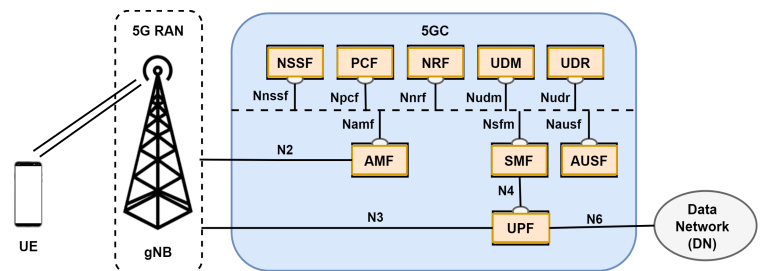 5G RAN
5GC
NSSF
PCF
NRF
UDM
UDR
Nnssf
Npcf
Nnrf
Nudm
Nudr
Namf
Nsfm
Nausf
N2
AMF
SMF
AUSF
N4
N3
UPF
N6
Data
Network
(DN)
UE
gNB